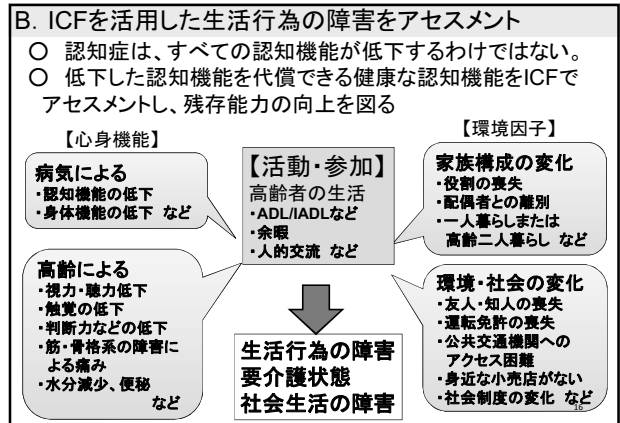 B. ICFを活用した生活行為の障害をアセスメント
○ 認知症は、すべての認知機能が低下するわけではない。
○ 低下した認知機能を代償できる健康な認知機能をICFで
アセスメントし、残存能力の向上を図る
【心身機能】
病気による
・認知機能の低下
・身体機能の低下 など
高齢による
・視力・聴力低下
・触覚の低下
・判断力などの低下
・筋・骨格系の障害に
よる痛み
・水分減少、便秘
など
【活動・参加】
高齢者の生活
・ADL/IADLなど
・余暇
・人的交流 など
生活行為の障害
要介護状態
社会生活の障害
【環境因子】
家族構成の変化
・役割の喪失
・配偶者との離別
・一人暮らしまたは
高齢二人暮らし など
環境・社会の変化
・友人・知人の喪失
・運転免許の喪失
・公共交通機関への
アクセス困難
・身近な小売店がない
・社会制度の変化 など
16